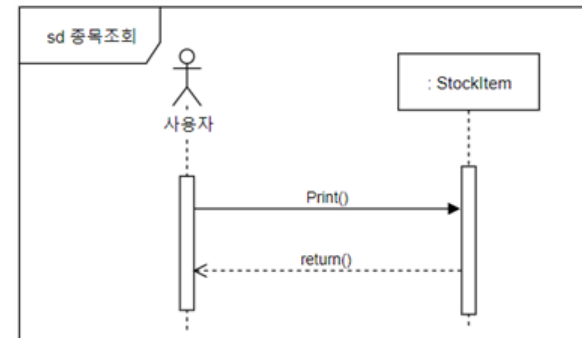 sd 종목조회
: StockItem
사용자
Print()
return()